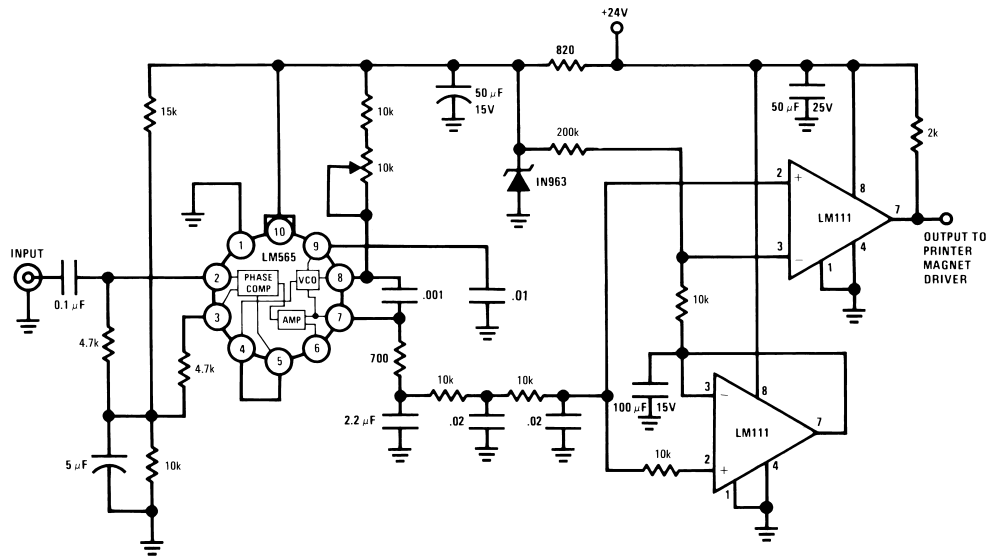 +24V
820
50 μF
15V
10k
15k
50 μF 25V
2k
200k
10k
IN963
2
+
8
LM111
7
3
−
4
1
OUTPUT TO
PRINTER
MAGNET
DRIVER
1
10
9
LM565
INPUT
2
PHASE
COMP
VCO
8
0.1 μF
.001
.01
10k
3
AMP
7
4
5
6
4.7k
4.7k
700
10k
10k
100 μF 15V
3
−
8
2.2 μF
.02
.02
LM111
7
5 μF
10k
10k
2
+
4
1